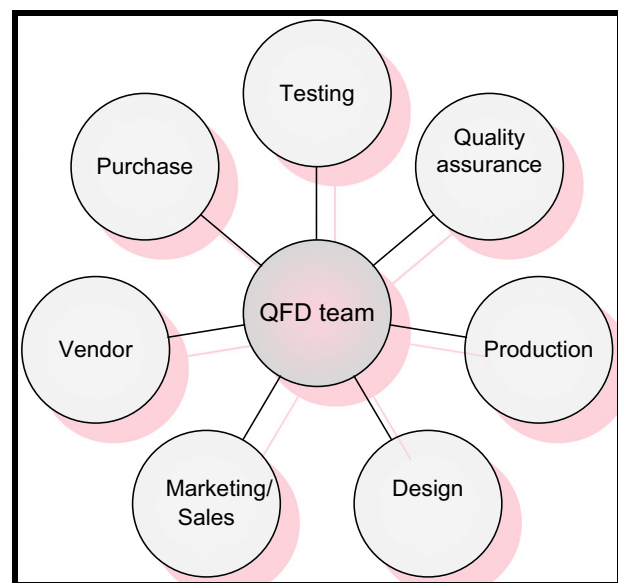 Testing
Quality
assurance
Purchase
QFD team
Vendor
Production
Marketing/
Sales
Design